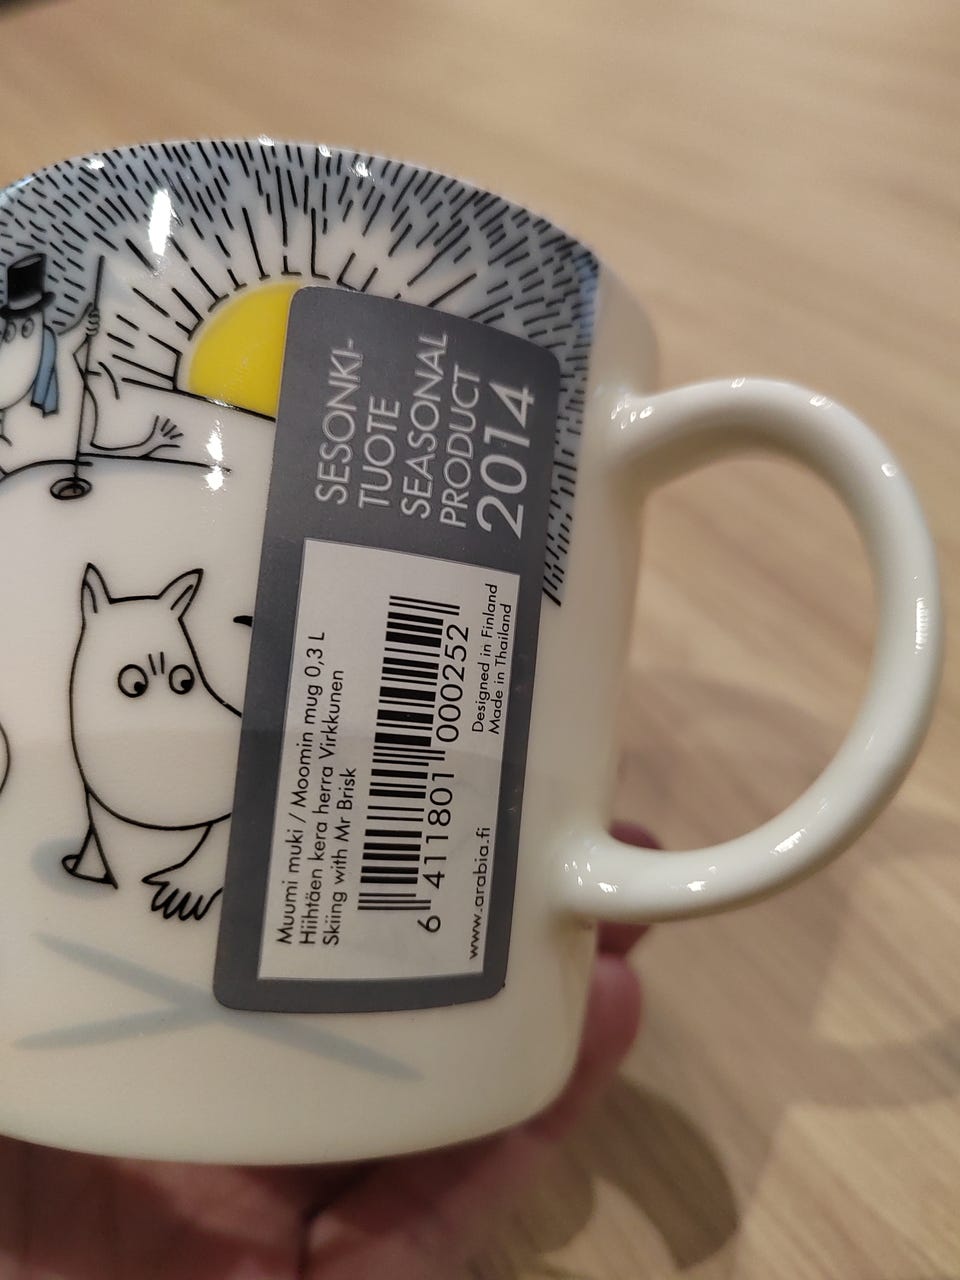 SESONKI-
TUOTE
SEASONAL
PRODUCT
2014
Muumi muki / Moomin mug 0,3 L
Hiihtäen kera herra Virkkunen
Skiing with Mr Brisk
6 411801 000252
Designed in Finland
Made in Thailand
www.arabia.fi